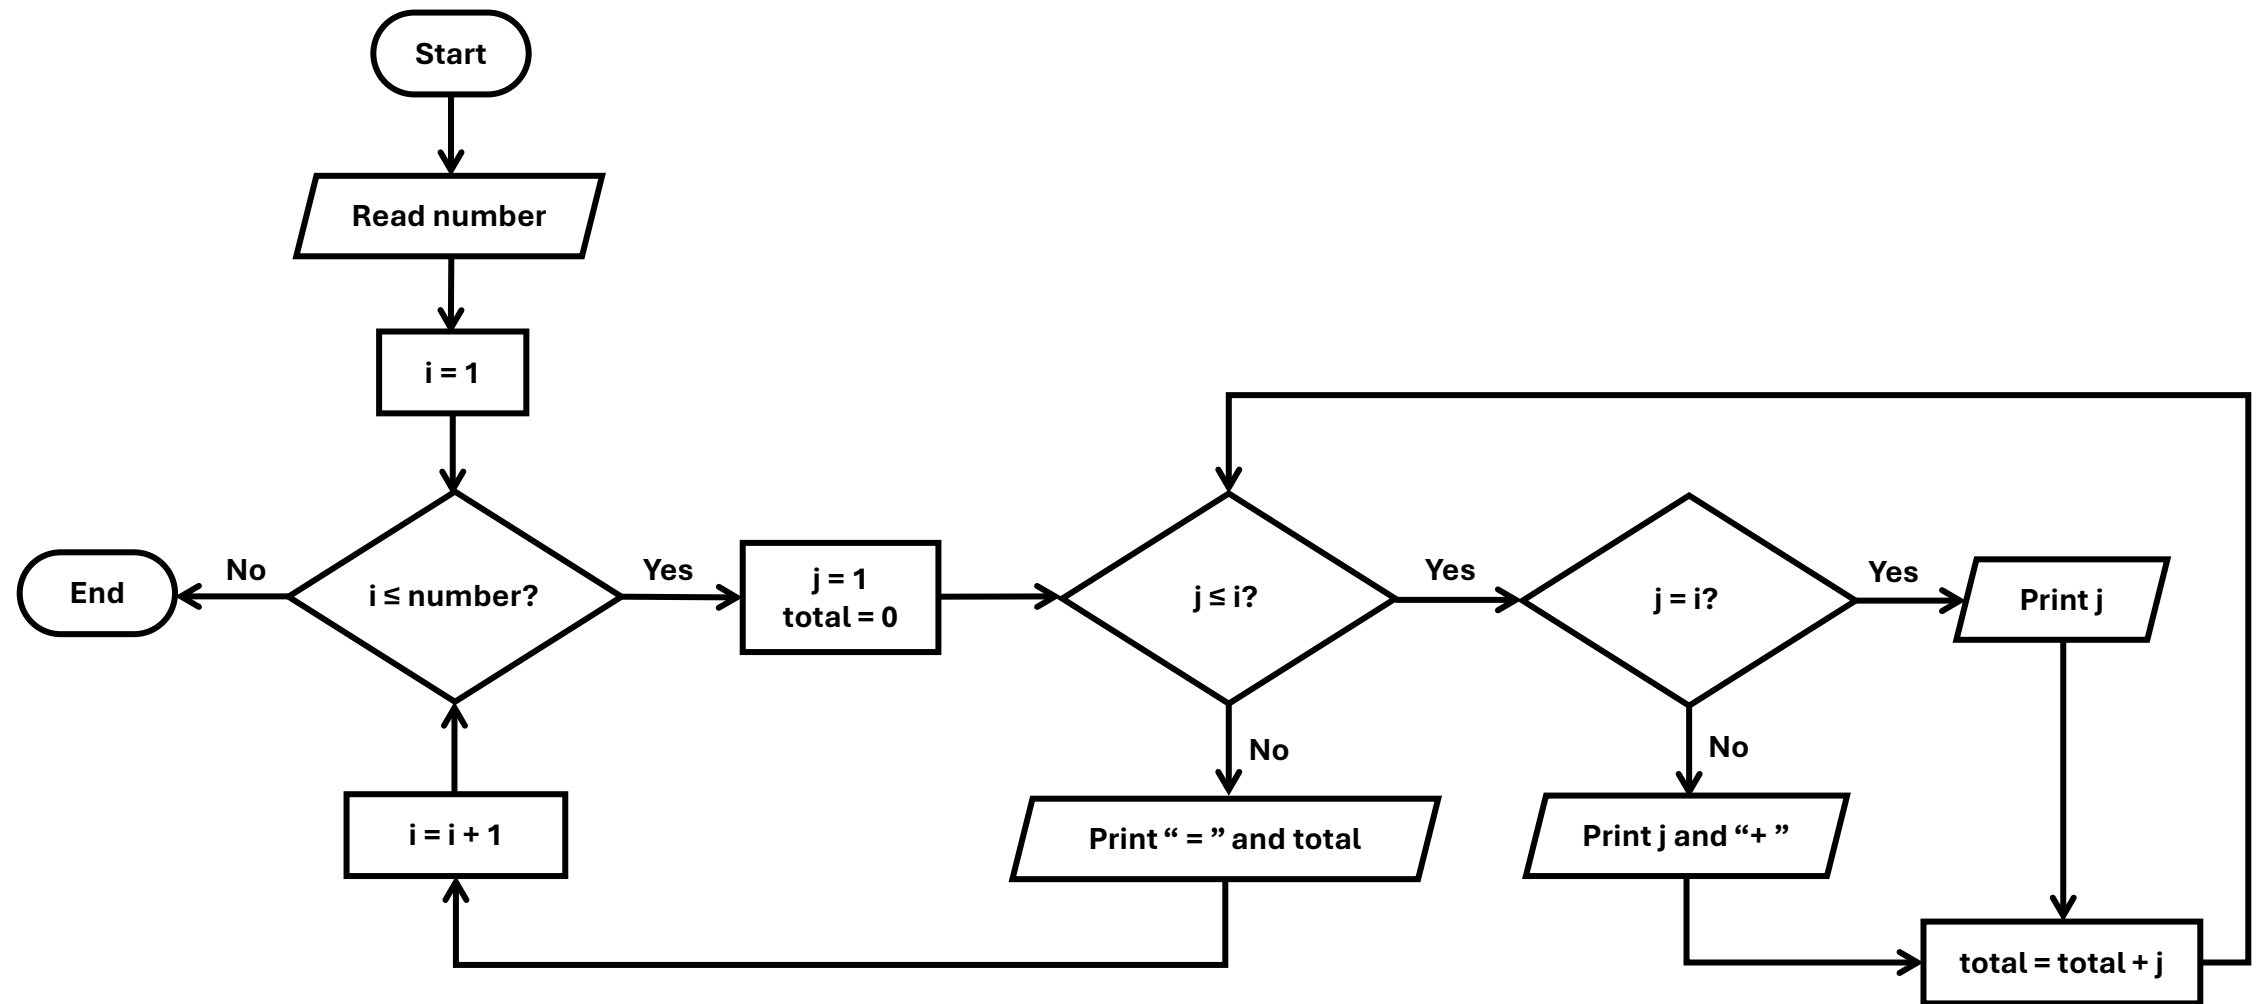 Start
Read number
i = 1
i ≤ number?
No
End
Yes
j = 1
total = 0
j ≤ i?
Yes
j = i?
Yes
Print j
No
Print “ = ” and total
No
Print j and “+ ”
i = i + 1
total = total + j